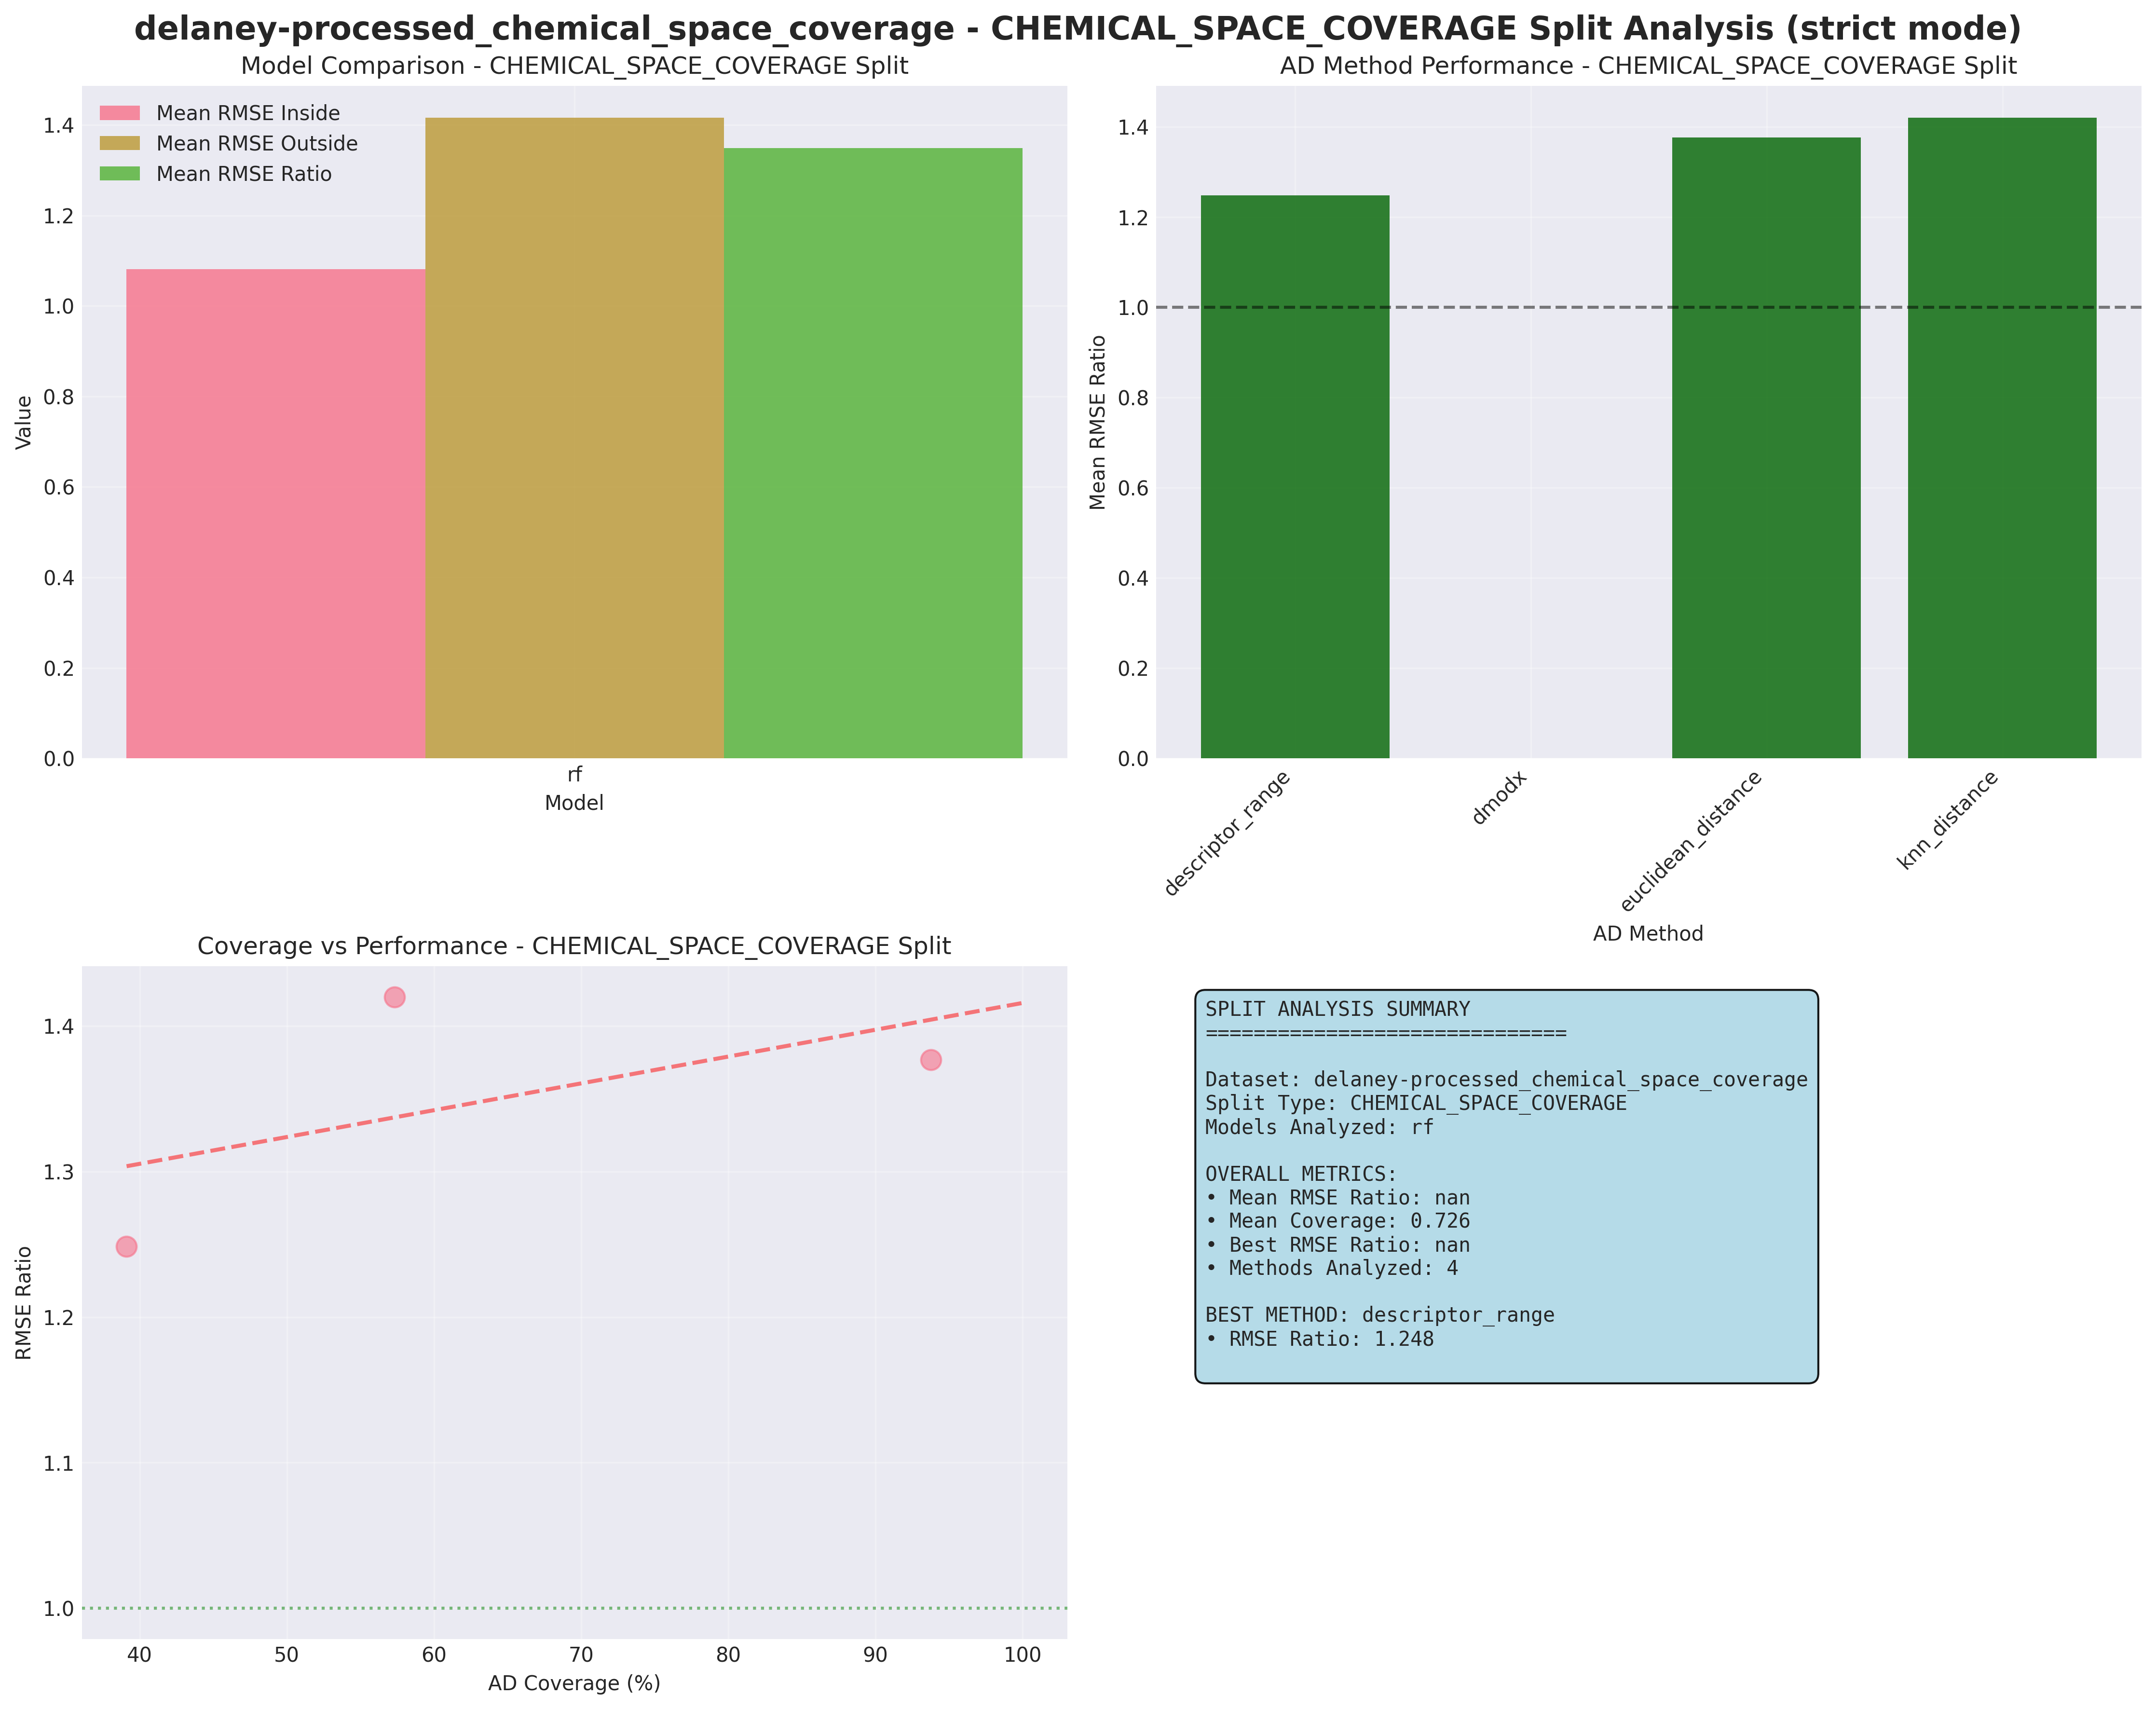 delaney-processed_chemical_space_coverage - CHEMICAL_SPACE_COVERAGE Split Analysis (strict mode)
Model Comparison - CHEMICAL_SPACE_COVERAGE Split
Mean RMSE Inside
Mean RMSE Outside
Mean RMSE Ratio
Value
1.4
1.2
1.0
0.8
0.6
0.4
0.2
0.0
rf
Model
AD Method Performance - CHEMICAL_SPACE_COVERAGE Split
Mean RMSE Ratio
1.4
1.2
1.0
0.8
0.6
0.4
0.2
0.0
descriptor_range
dmodx
euclidean_distance
knn_distance
AD Method
Coverage vs Performance - CHEMICAL_SPACE_COVERAGE Split
RMSE Ratio
1.4
1.3
1.2
1.1
1.0
40 50 60 70 80 90 100
AD Coverage (%)
SPLIT ANALYSIS SUMMARY
==============================
Dataset: delaney-processed_chemical_space_coverage
Split Type: CHEMICAL_SPACE_COVERAGE
Models Analyzed: rf
OVERALL METRICS:
• Mean RMSE Ratio: nan
• Mean Coverage: 0.726
• Best RMSE Ratio: nan
• Methods Analyzed: 4
BEST METHOD: descriptor_range
• RMSE Ratio: 1.248